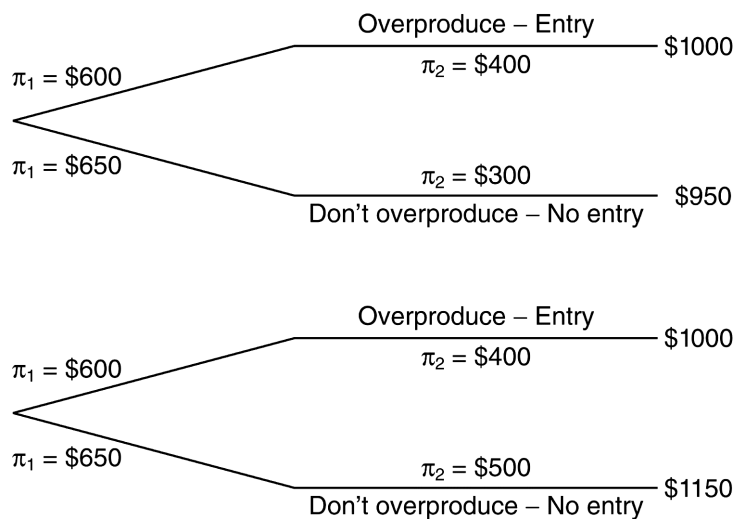 Overproduce – Entry
$1000
π₁ = $600
π₂ = $400
π₁ = $650
π₂ = $300
$950
Don't overproduce – No entry
Overproduce – Entry
$1000
π₁ = $600
π₂ = $400
π₁ = $650
π₂ = $500
$1150
Don't overproduce – No entry